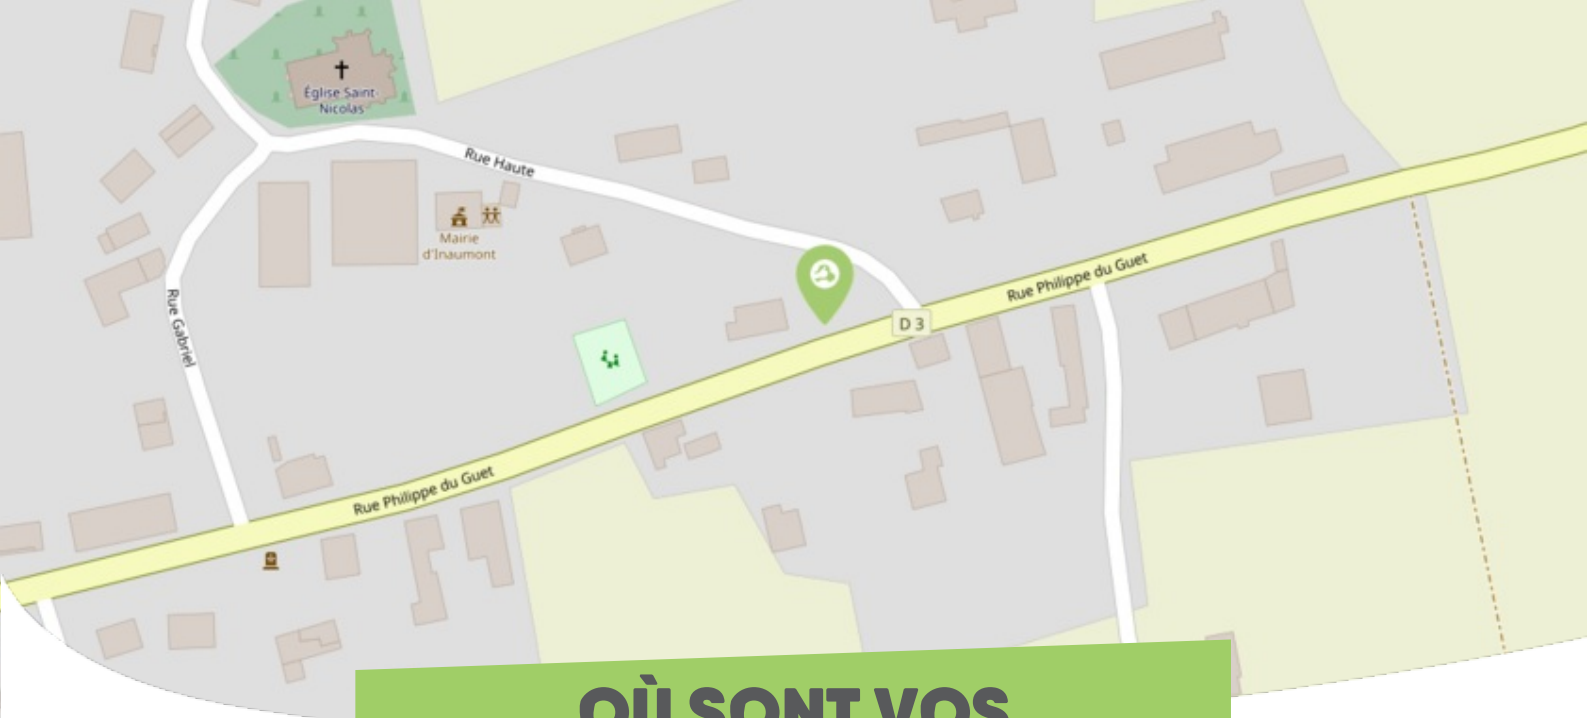 Église Saint-
Nicolas
Rue Haute
Mairie
d'Inaumont
Rue Gabriel
Rue Philippe du Guet
D 3
Rue Philippe du Guet
OÙ SONT VOS